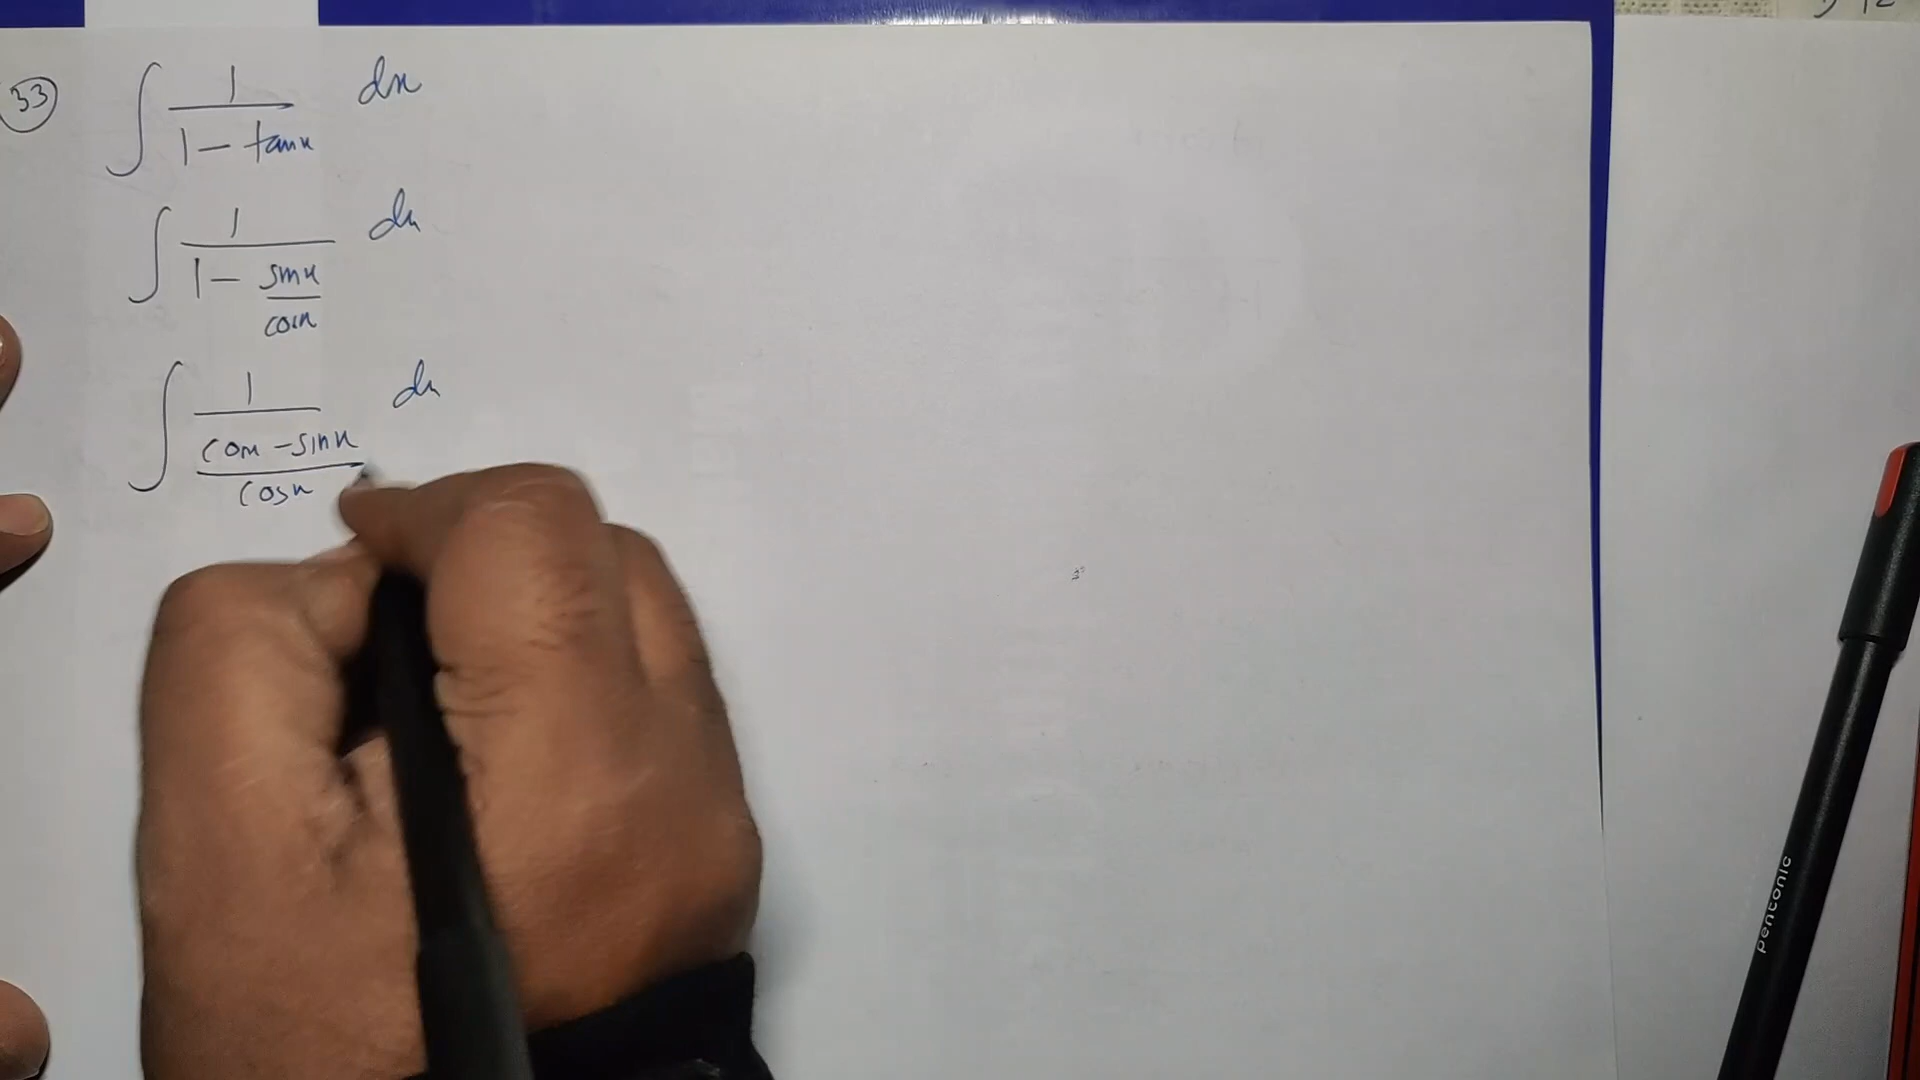 33 ∫ 1 / (1 - tanx) dx
∫ 1 / (1 - sinx/cosx) dx
∫ 1 / ((cosx - sinx)/cosx) dx
pentonic